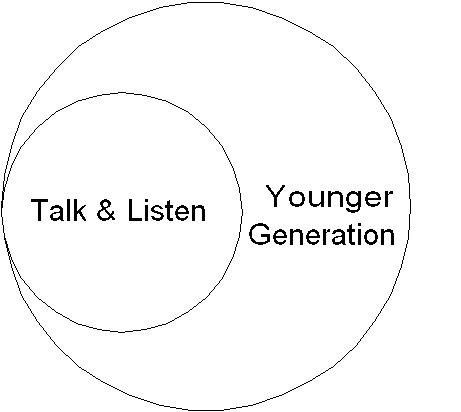 Talk & Listen
Younger
Generation